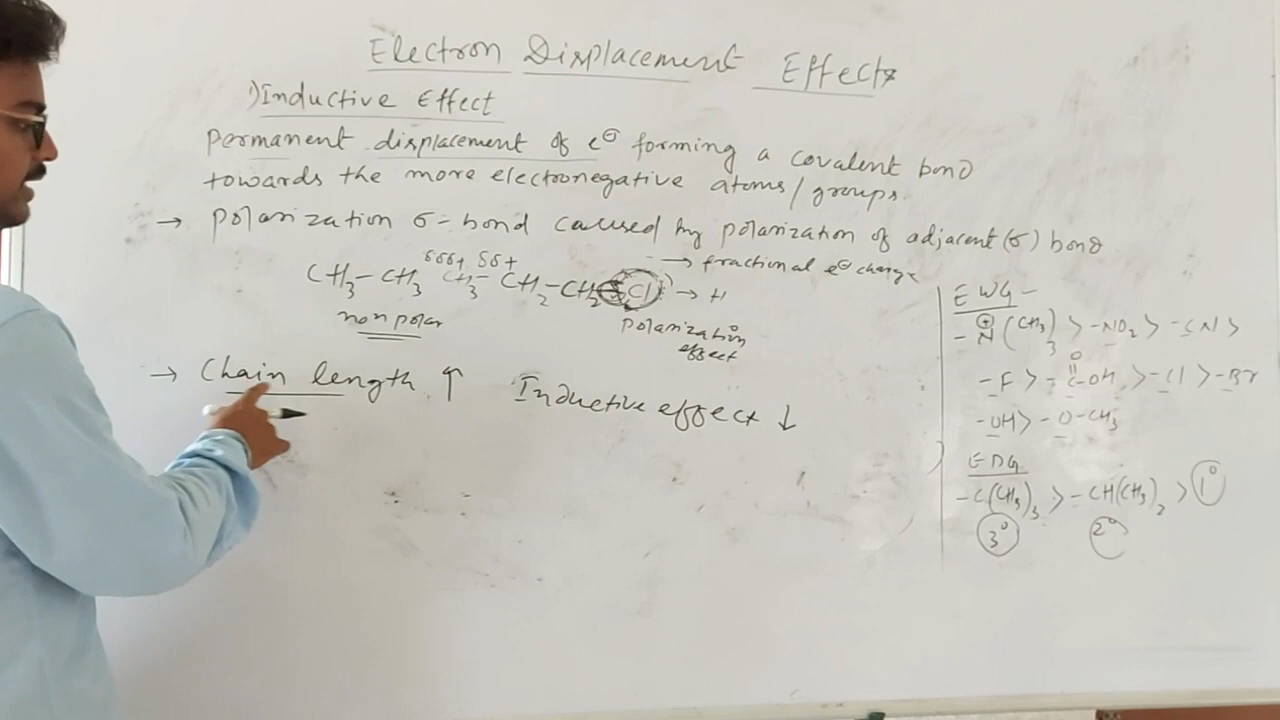 Electron Displacement Effects
1) Inductive Effect
Permanent displacement of e⊖ forming a covalent bond
towards the more electronegative atoms/groups.
→ Polarization σ-bond caused by polarization of adjacent (σ) bond
→ fractional e⊖ charge
δδδ+ δδ+
CH3-CH3 CH3-CH2-CH2-Cl → H
non polar
Polarization effect
→ Chain length ↑ Inductive effect ↓
EWG -
-N⊕(CH3)3 > -NO2 > -CN >
-F > -C(=O)-OH > -Cl > -Br
-OH > -O-CH3
EDG
-C(CH3)3 > -CH(CH3)2 > 1°
3° 2°